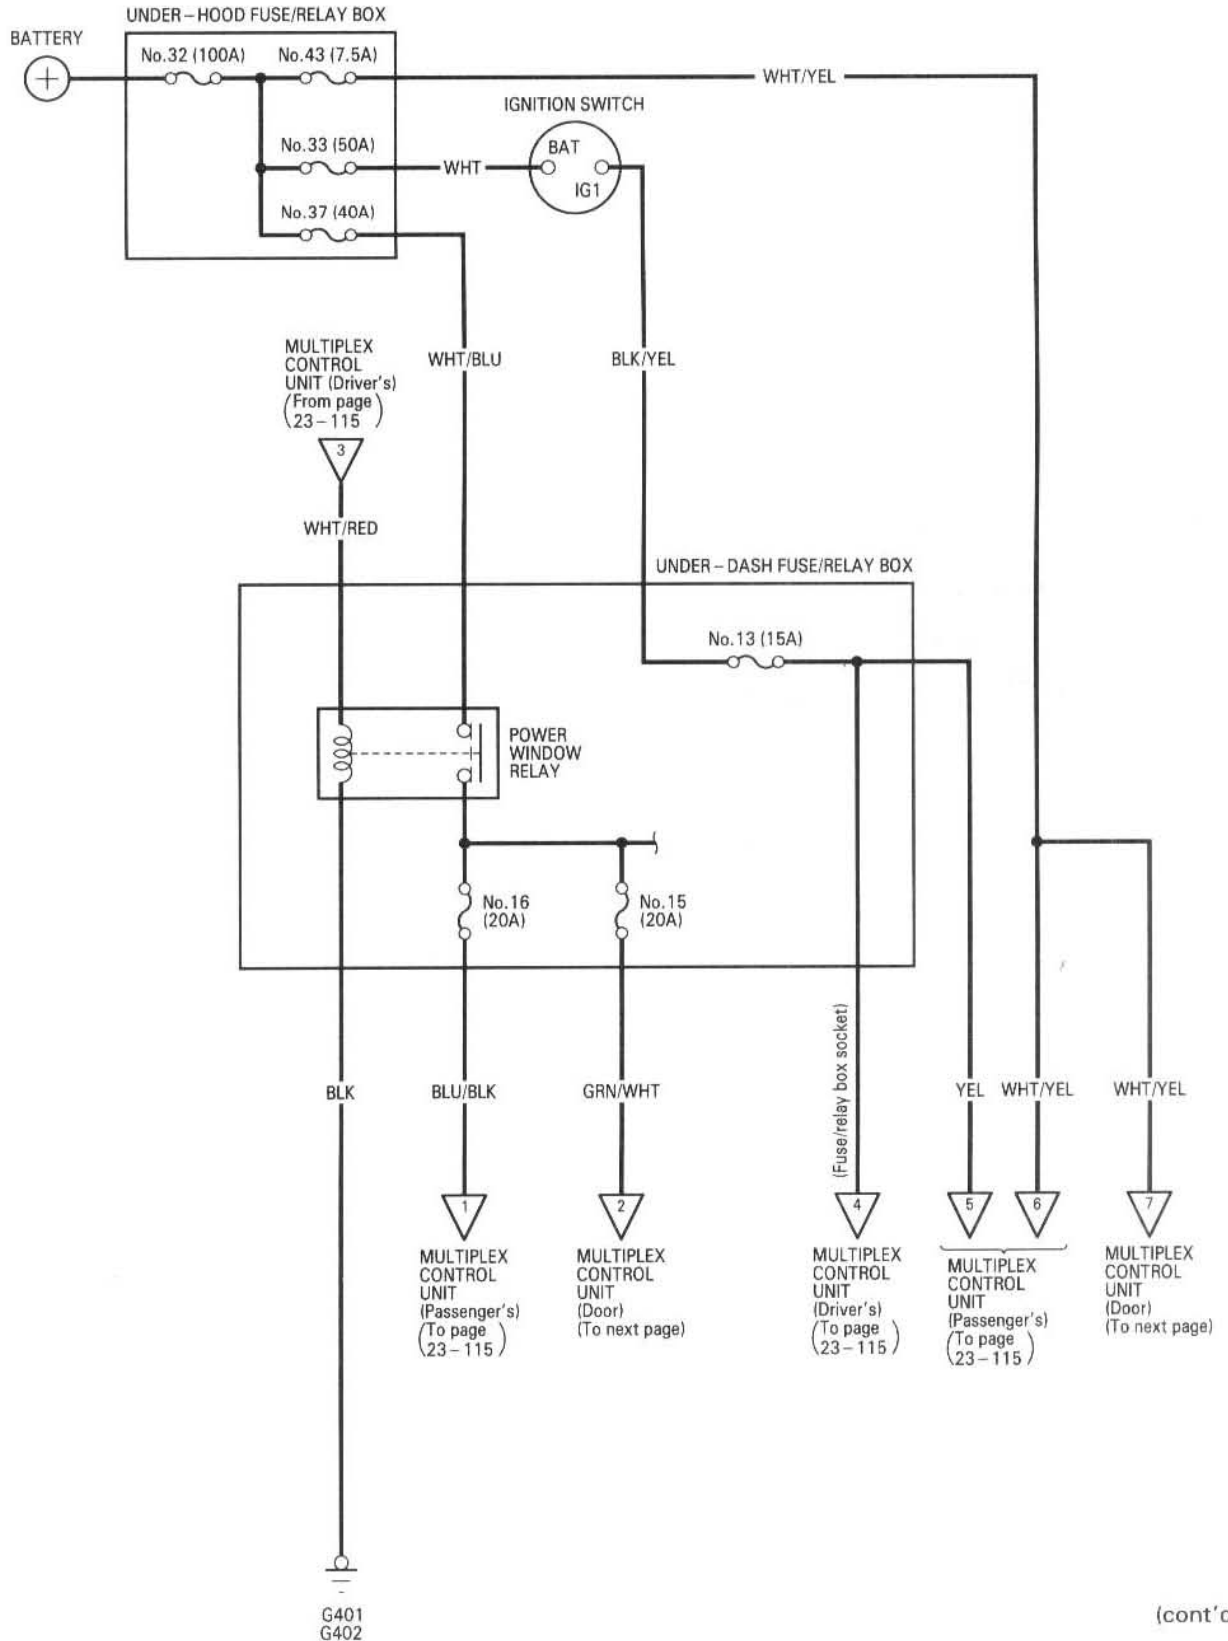 UNDER–HOOD FUSE/RELAY BOX
BATTERY
+
No.32 (100A)
No.43 (7.5A)
WHT/YEL
IGNITION SWITCH
No.33 (50A)
WHT
BAT
IG1
No.37 (40A)
MULTIPLEX
CONTROL
UNIT (Driver's)
(From page
23–115)
3
WHT/BLU
BLK/YEL
WHT/RED
UNDER–DASH FUSE/RELAY BOX
No.13 (15A)
POWER
WINDOW
RELAY
No.16
(20A)
No.15
(20A)
(Fuse/relay box socket)
BLK
BLU/BLK
GRN/WHT
YEL
WHT/YEL
WHT/YEL
1
MULTIPLEX
CONTROL
UNIT
(Passenger's)
(To page
23–115)
2
MULTIPLEX
CONTROL
UNIT
(Door)
(To next page)
4
MULTIPLEX
CONTROL
UNIT
(Driver's)
(To page
23–115)
5
6
MULTIPLEX
CONTROL
UNIT
(Passenger's)
(To page
23–115)
7
MULTIPLEX
CONTROL
UNIT
(Door)
(To next page)
G401
G402
(cont'd